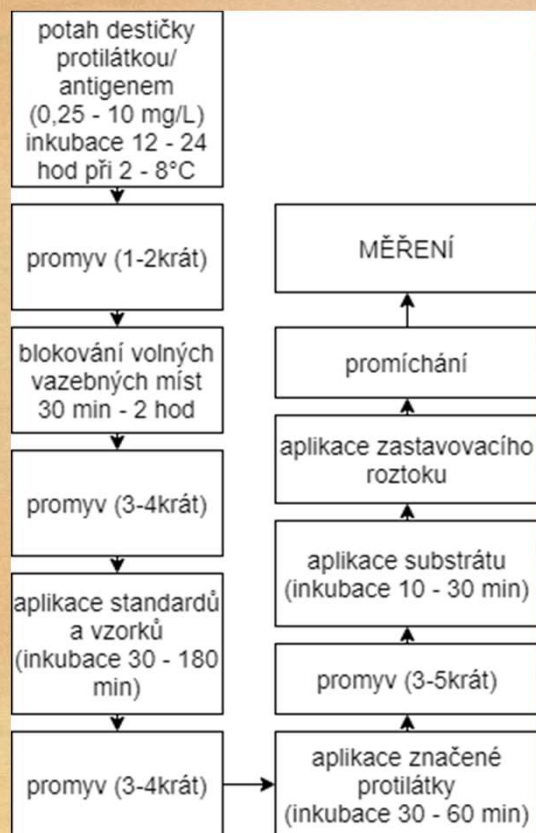 potah destičky
protilátkou/
antigenem
(0,25 - 10 mg/L)
inkubace 12 - 24
hod při 2 - 8°C
promyv (1-2krát)
blokování volných
vazebných míst
30 min - 2 hod
promyv (3-4krát)
aplikace standardů
a vzorků
(inkubace 30 - 180
min)
promyv (3-4krát)
aplikace značené
protilátky
(inkubace 30 - 60 min)
promyv (3-5krát)
aplikace substrátu
(inkubace 10 - 30 min)
aplikace zastavovacího
roztoku
promíchání
MĚŘENÍ